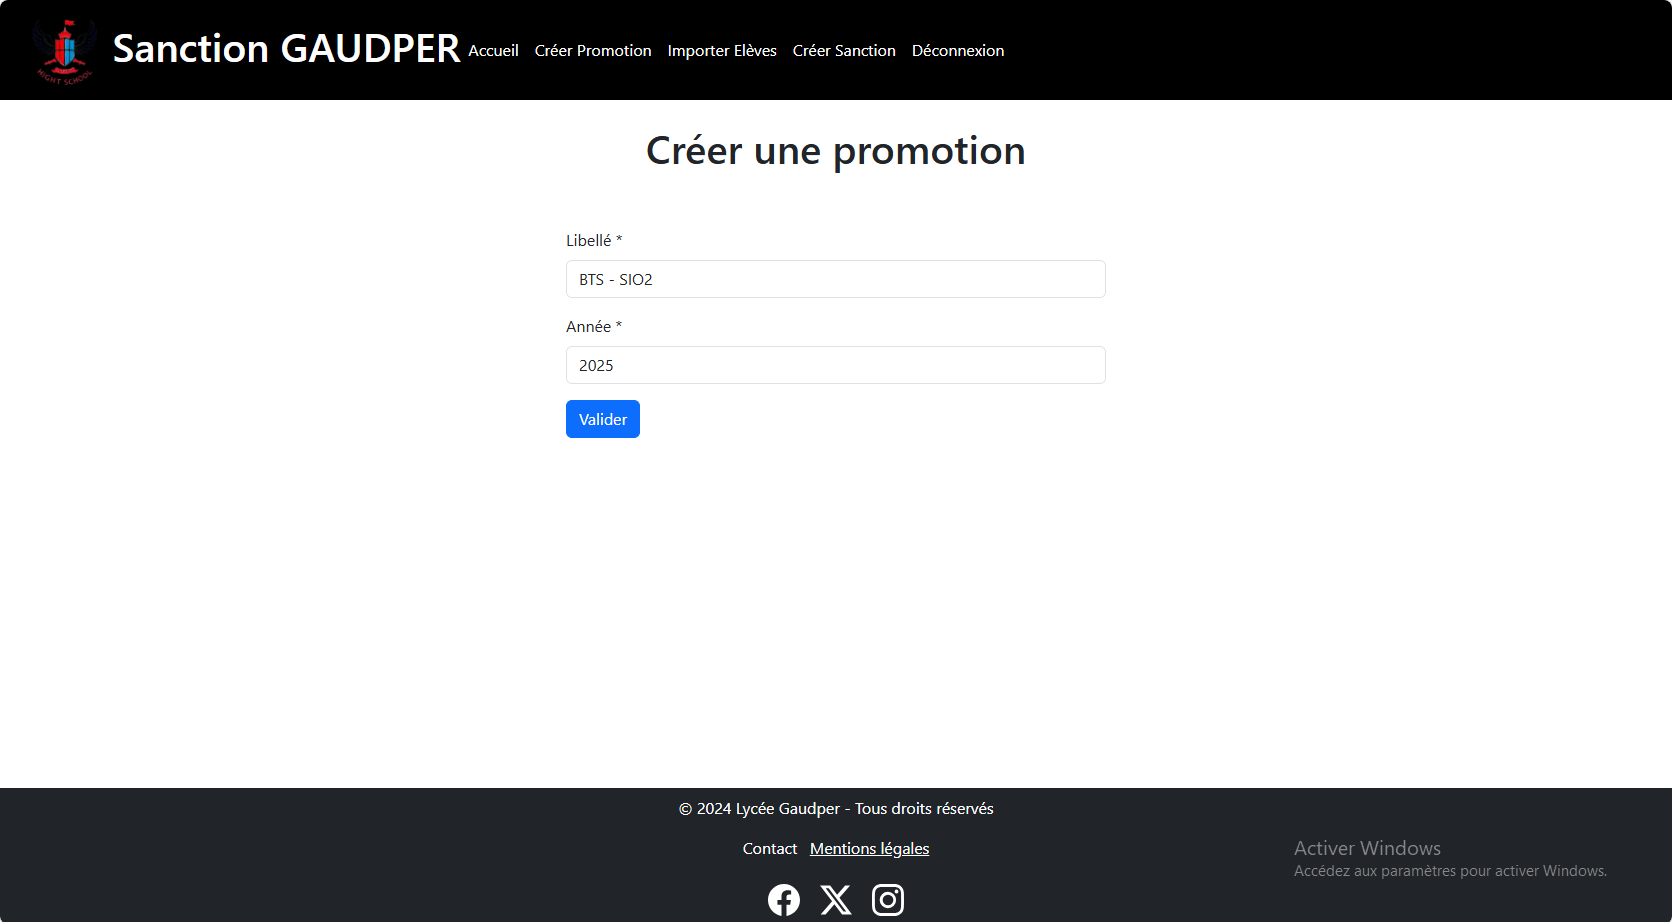 HIGHT SCHOOL
Sanction GAUDPER Accueil Créer Promotion Importer Elèves Créer Sanction Déconnexion
Créer une promotion
Libellé *
BTS - SIO2
Année *
2025
Valider
© 2024 Lycée Gaudper - Tous droits réservés
Contact Mentions légales
Activer Windows
Accédez aux paramètres pour activer Windows.